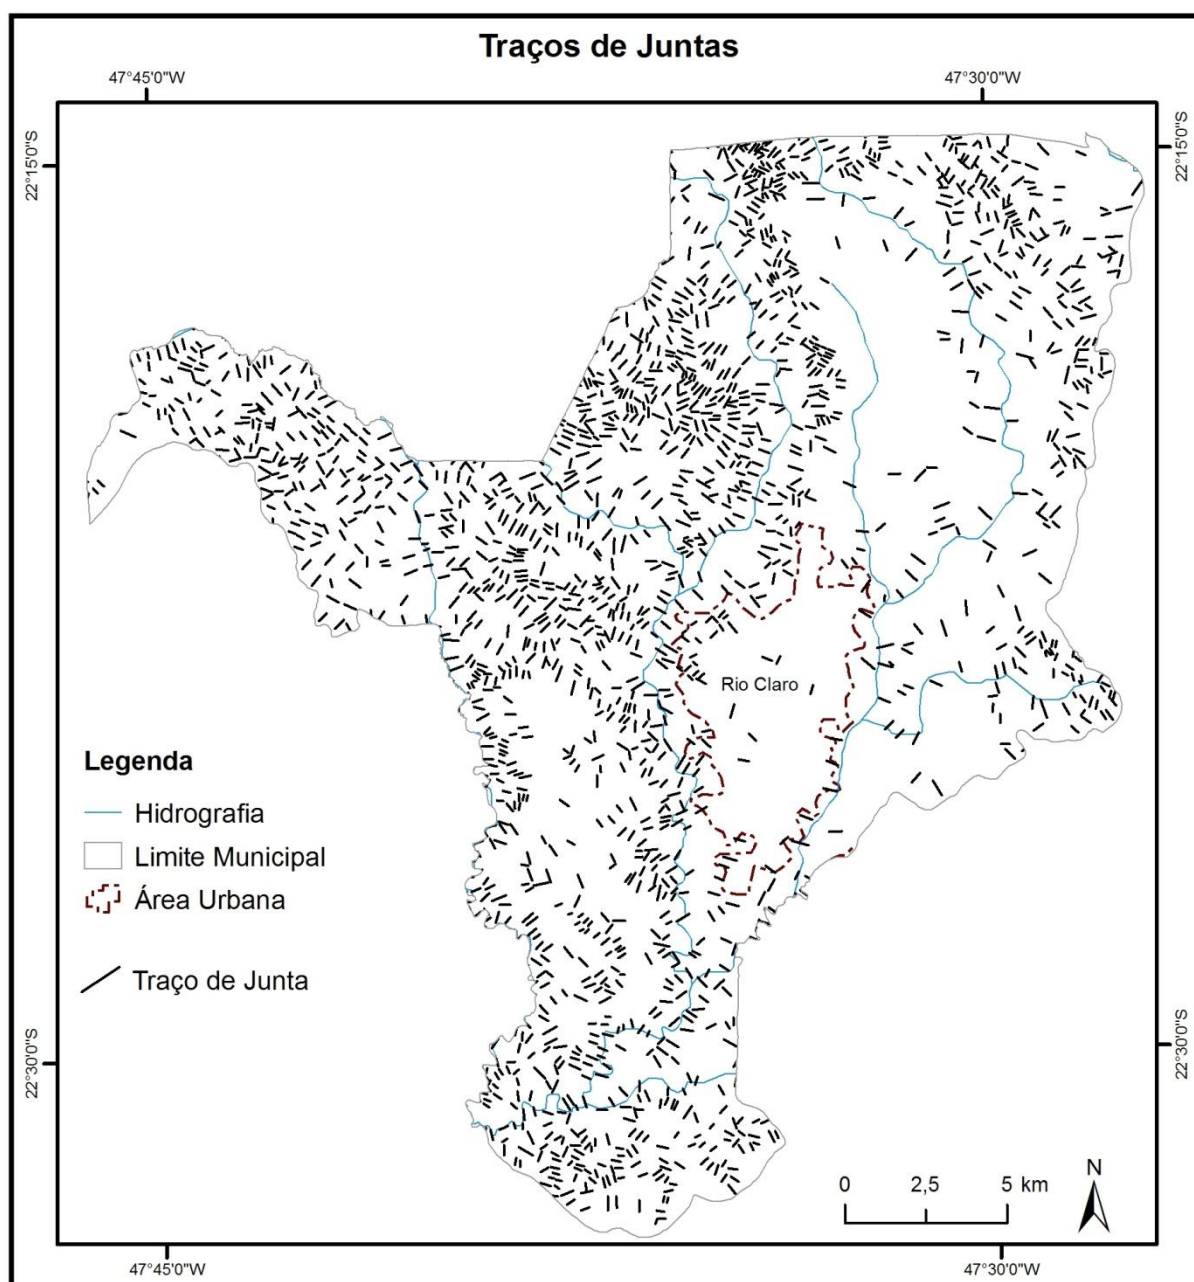 Traços de Juntas
47°45'0"W
47°30'0"W
22°15'0"S
22°15'0"S
Rio Claro
Legenda
Hidrografia
Limite Municipal
Área Urbana
Traço de Junta
22°30'0"S
22°30'0"S
0 2,5 5 km
N
47°45'0"W
47°30'0"W